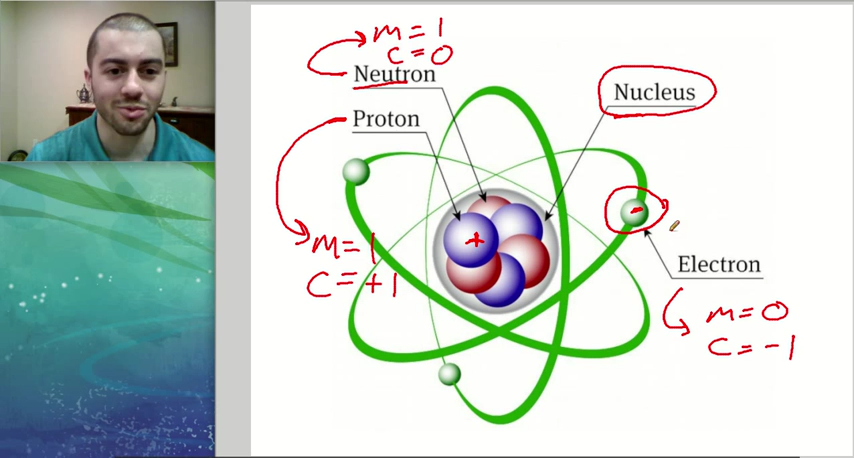 m = 1
c = 0
Neutron
Nucleus
Proton
+
-
m = 1
c = +1
Electron
m = 0
c = -1